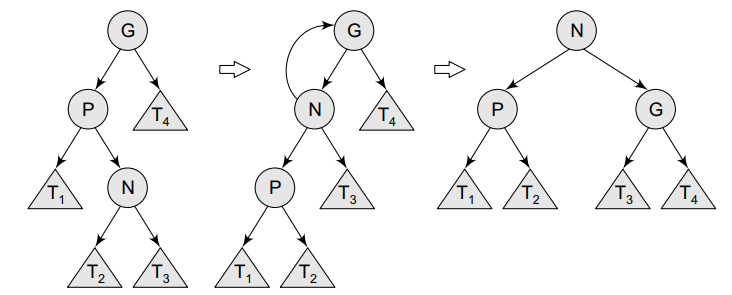 G G N
P T4 N T4 P G
T1 N P T3 T1 T2 T3 T4
T2 T3 T1 T2